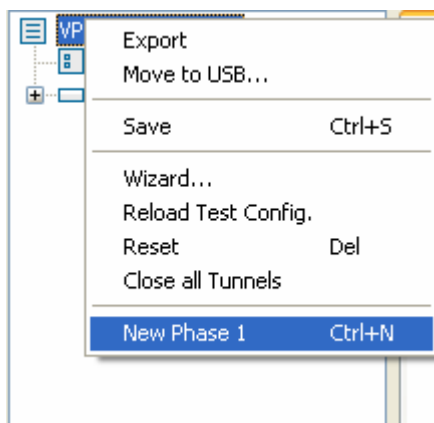 VP
Export
Move to USB...
Save Ctrl+S
Wizard...
Reload Test Config.
Reset Del
Close all Tunnels
New Phase 1 Ctrl+N